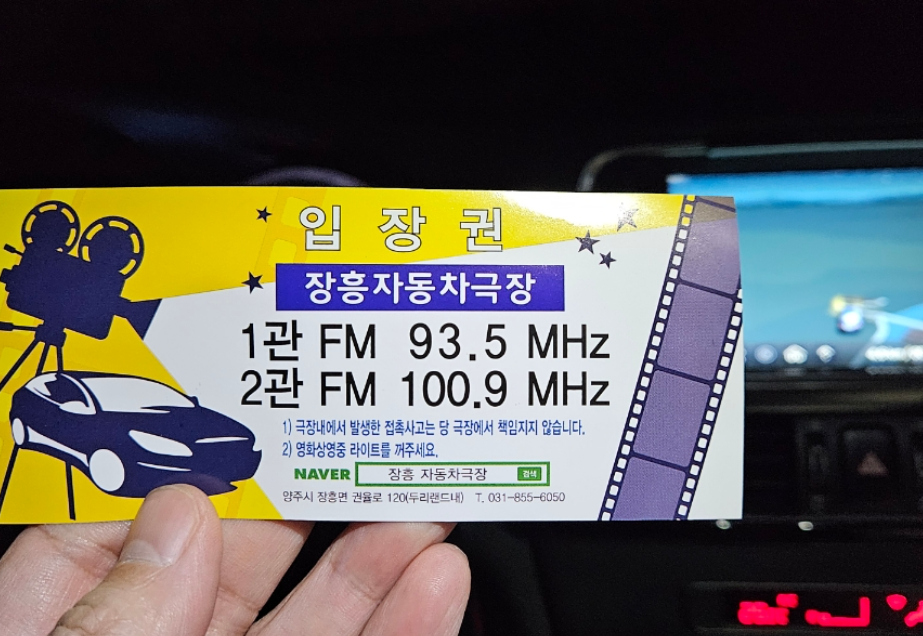 입장권
장흥자동차극장
1관 FM 93.5 MHz
2관 FM 100.9 MHz
1) 극장내에서 발생한 접촉사고는 당 극장에서 책임지지 않습니다.
2) 영화상영중 라이트를 꺼주세요.
NAVER 장흥 자동차극장 검색
양주시 장흥면 권율로 120(두리랜드내) T. 031-855-6050